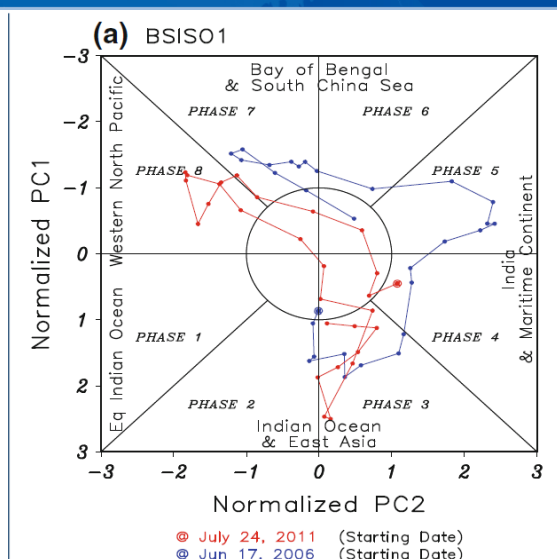 (a) BSISO1
Bay of Bengal
& South China Sea
PHASE 7
PHASE 6
PHASE 8
PHASE 5
PHASE 1
PHASE 4
PHASE 2
PHASE 3
Indian Ocean
& East Asia
Eq Indian Ocean
Western North Pacific
India
& Maritime Continent
Normalized PC1
-3
-2
-1
0
1
2
3
-3
-2
-1
0
1
2
3
Normalized PC2
@ July 24, 2011 (Starting Date)
@ Jun 17, 2006 (Starting Date)